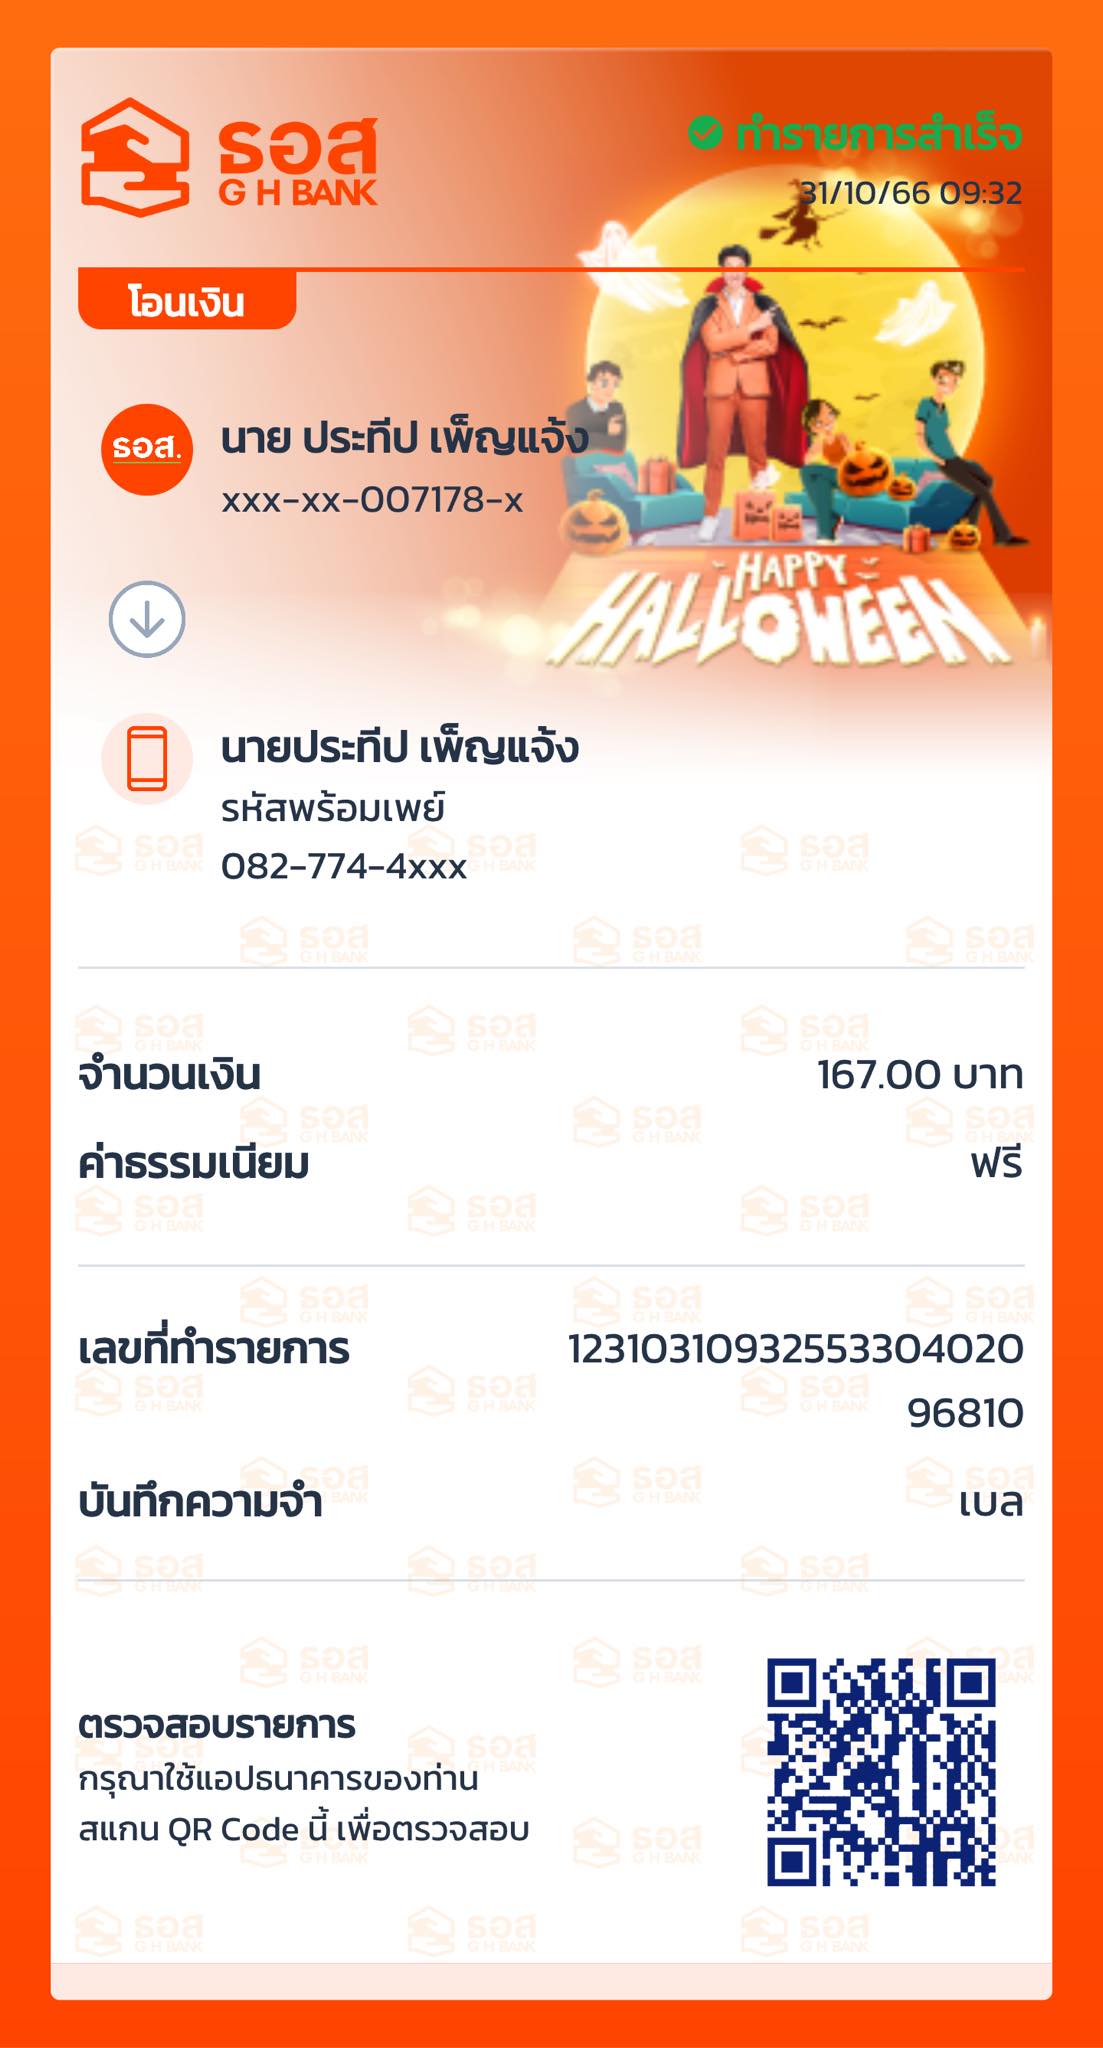 ธอส
G H BANK
ทำรายการสำเร็จ
31/10/66 09:32
โอนเงิน
ธอส.
นาย ประทีป เพ็ญแจ้ง
xxx-xx-007178-x
HAPPY
HALLOWEEN
นายประทีป เพ็ญแจ้ง
รหัสพร้อมเพย์
082-774-4xxx
จำนวนเงิน 167.00 บาท
ค่าธรรมเนียม ฟรี
เลขที่ทำรายการ 12310310932553304020
96810
บันทึกความจำ เบล
ตรวจสอบรายการ
กรุณาใช้แอปธนาคารของท่าน
สแกน QR Code นี้ เพื่อตรวจสอบ